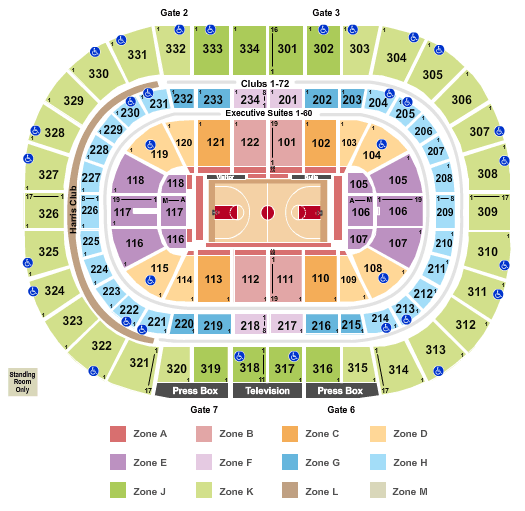 Gate 2
Gate 3
332 333 334 301 302 303
331 304
330 305
329 306
328 307
327 308
326 309
325 310
324 311
323 312
322 313
321 314
320 319 318 317 316 315
Clubs 1-72
Executive Suites 1-60
Harris Club
232 233 234 201 202 203
231 204
230 205
229 206
228 207
227 208
226 209
225 210
224 211
223 212
222 213
221 214
220 219 218 217 216 215
121 122 101 102
120 103
119 104
118 118 105 105
117 117 106 106
116 116 107 107
115 108
114 109
113 112 111 110
Visitor
Bulls
Standing
Room
Only
Press Box Television Press Box
Gate 7
Gate 6
Zone A Zone B Zone C Zone D
Zone E Zone F Zone G Zone H
Zone J Zone K Zone L Zone M